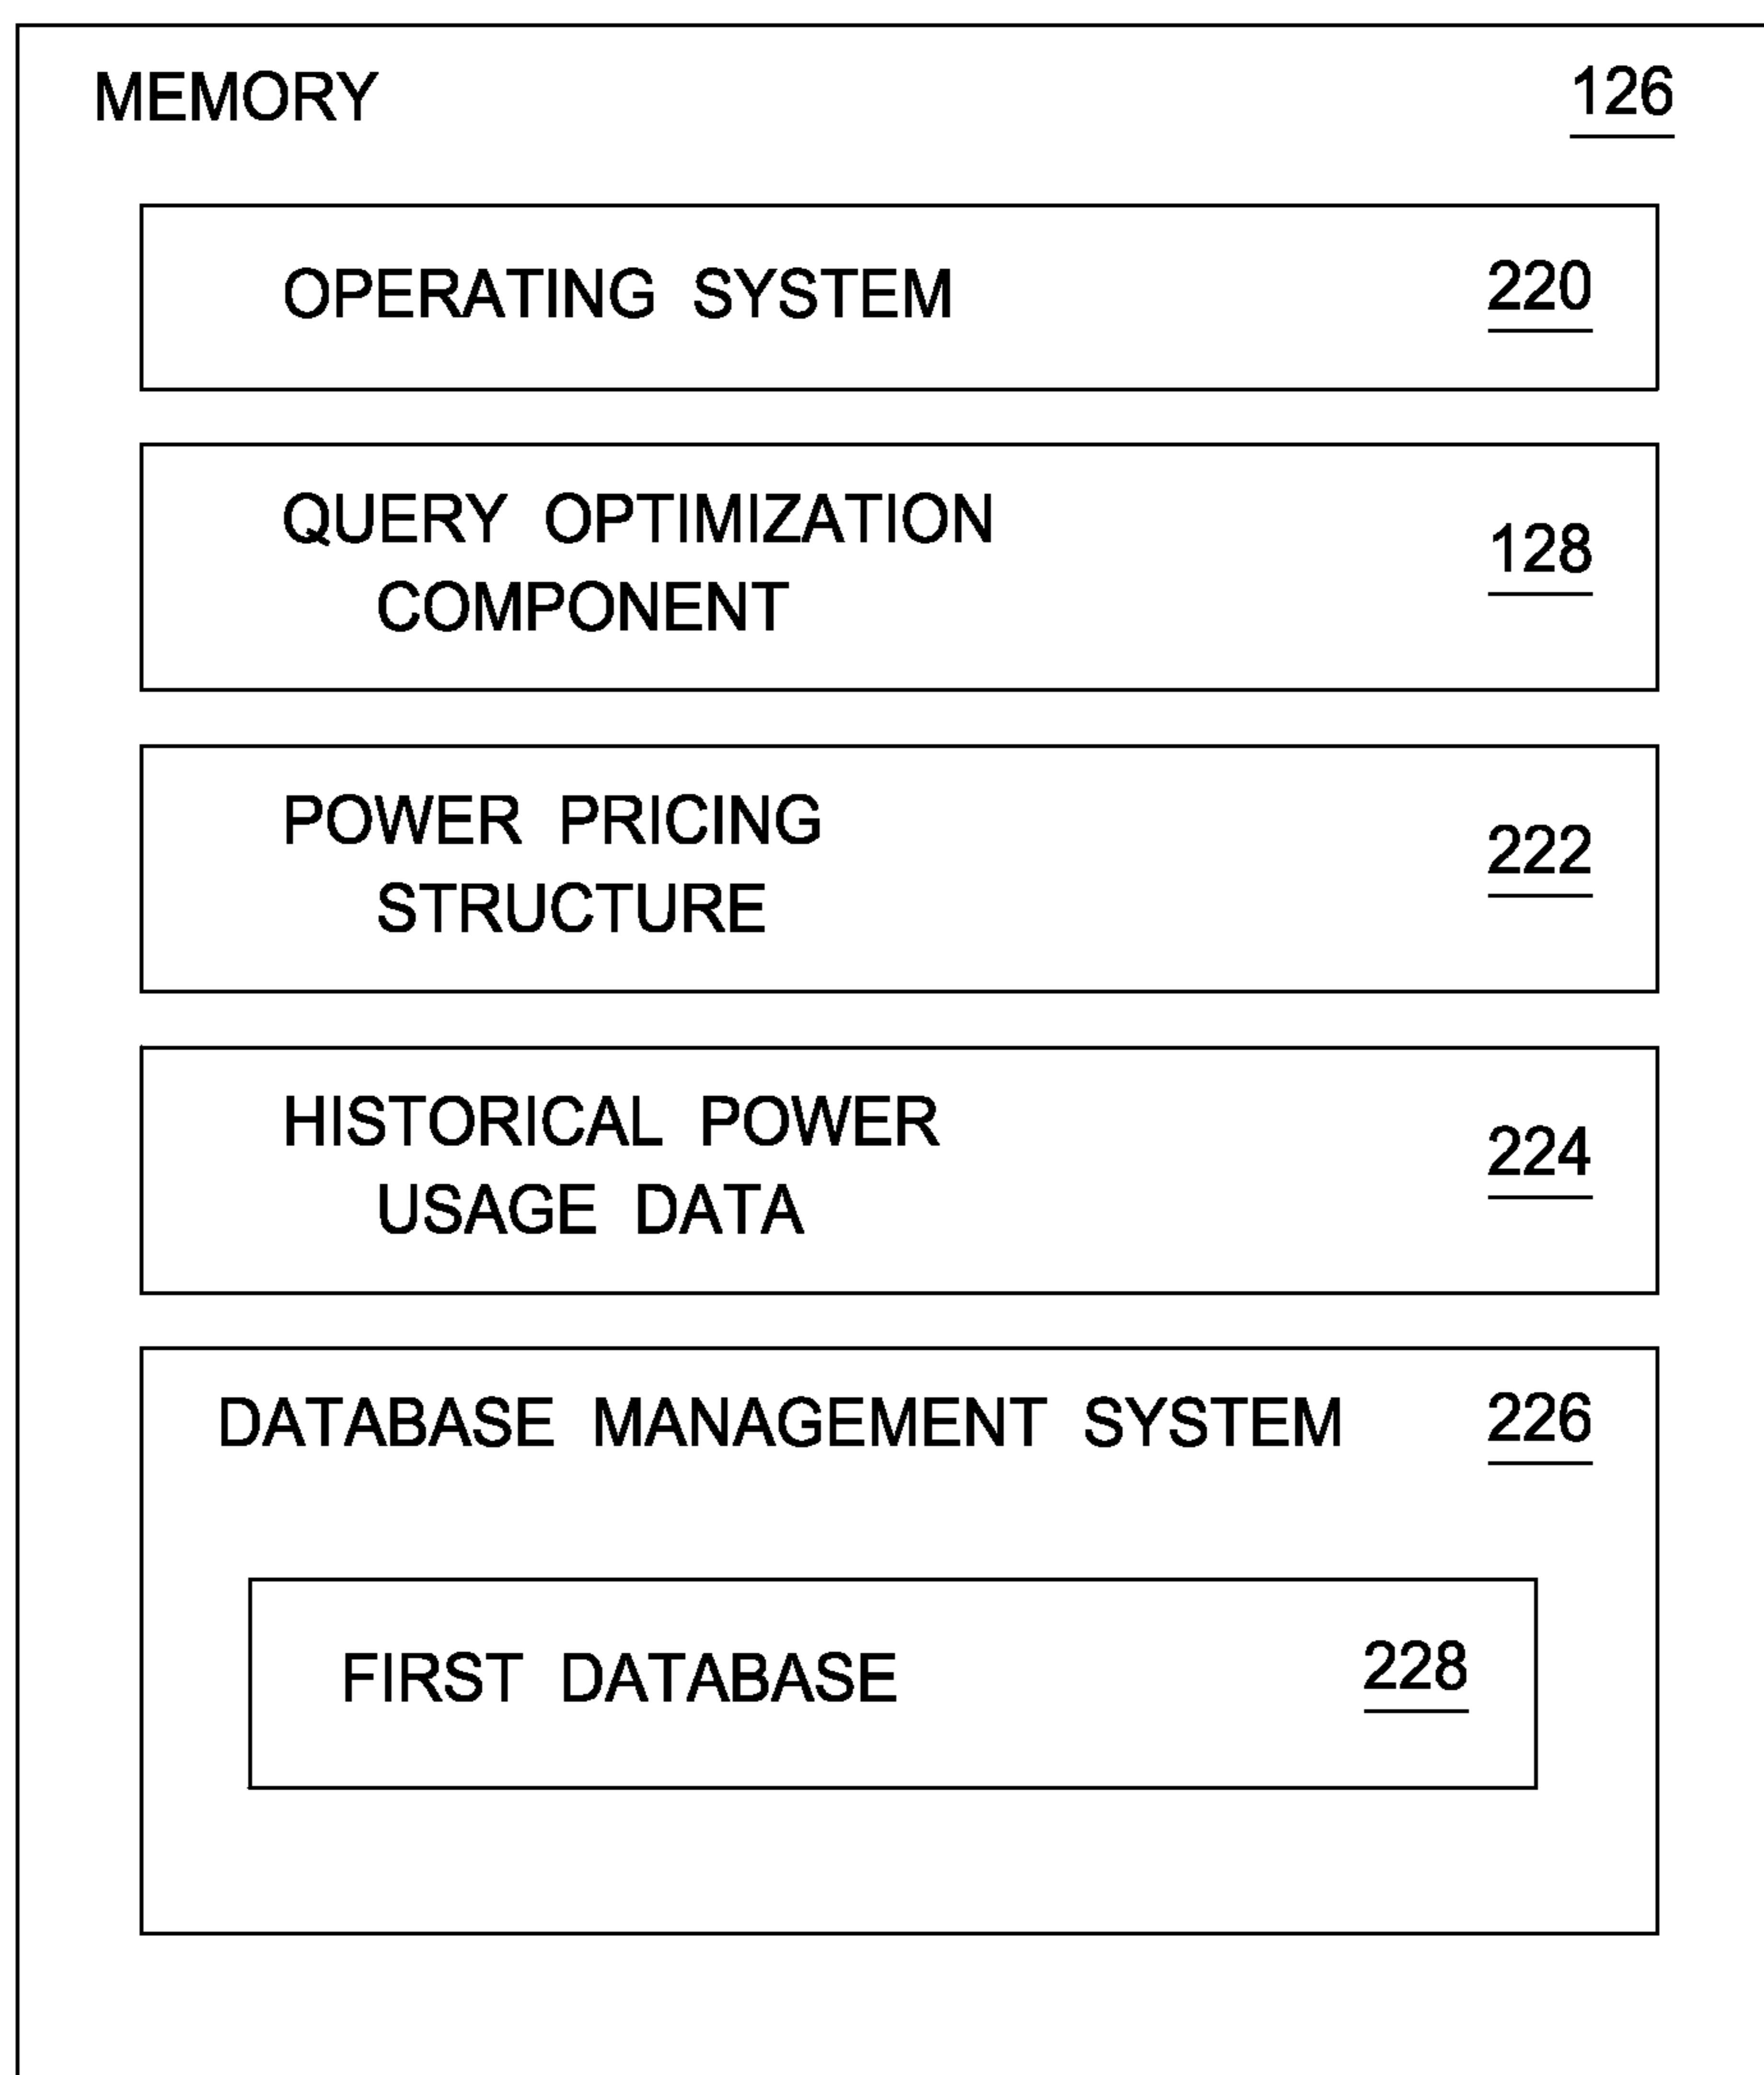 MEMORY 126
OPERATING SYSTEM 220
QUERY OPTIMIZATION
COMPONENT 128
POWER PRICING
STRUCTURE 222
HISTORICAL POWER
USAGE DATA 224
DATABASE MANAGEMENT SYSTEM 226
FIRST DATABASE 228